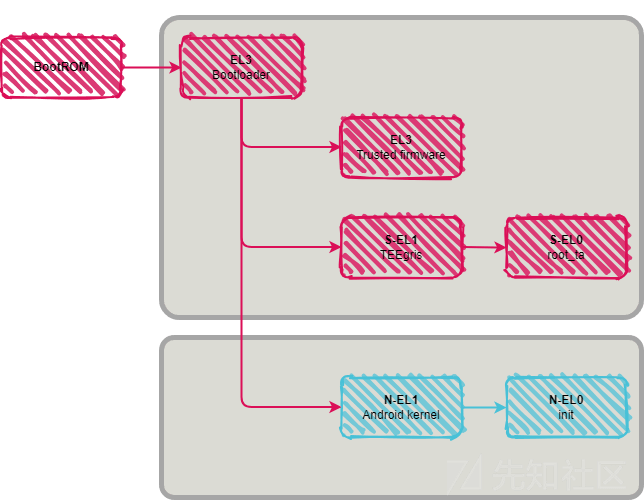 BootROM
EL3
Bootloader
EL3
Trusted firmware
S-EL1
TEEgris
S-EL0
root_ta
N-EL1
Android kernel
N-EL0
init
先知社区